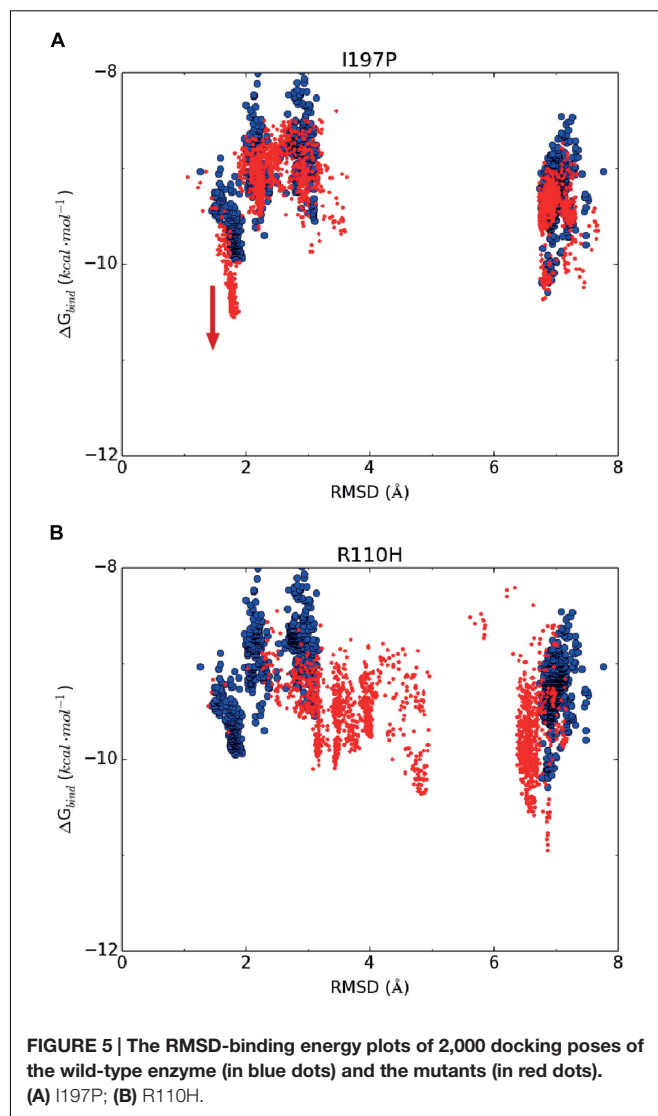 A
I197P
−8
−10
−12
ΔG_bind (kcal·mol⁻¹)
0 2 4 6 8
RMSD (Å)
B
R110H
−8
−10
−12
ΔG_bind (kcal·mol⁻¹)
0 2 4 6 8
RMSD (Å)
FIGURE 5 | The RMSD-binding energy plots of 2,000 docking poses of
the wild-type enzyme (in blue dots) and the mutants (in red dots).
(A) I197P; (B) R110H.